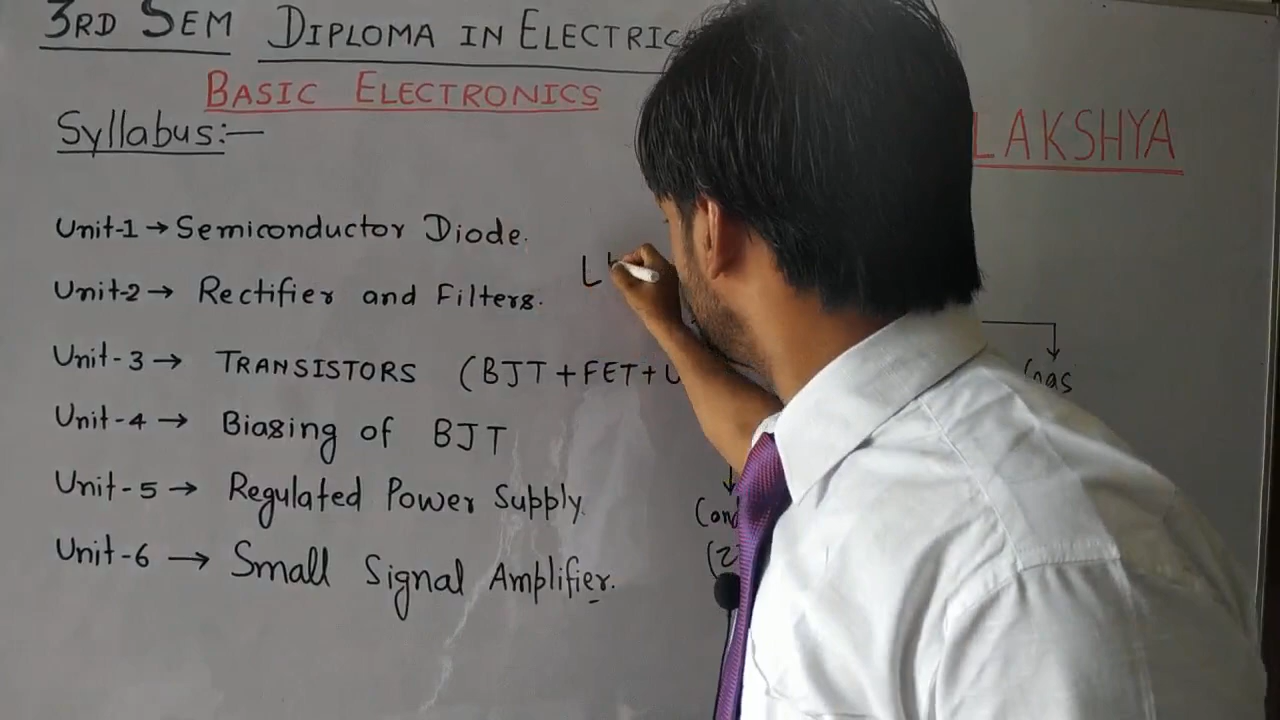 3RD SEM DIPLOMA IN ELECTRIC
BASIC ELECTRONICS
LAKSHYA
Syllabus:-
Unit-1 → Semiconductor Diode.
Unit-2 → Rectifier and Filters.
Unit-3 → TRANSISTORS (BJT+FET+U
Gas
Unit-4 → Biasing of BJT
Unit-5 → Regulated Power Supply.
Cond
Unit-6 → Small Signal Amplifier.